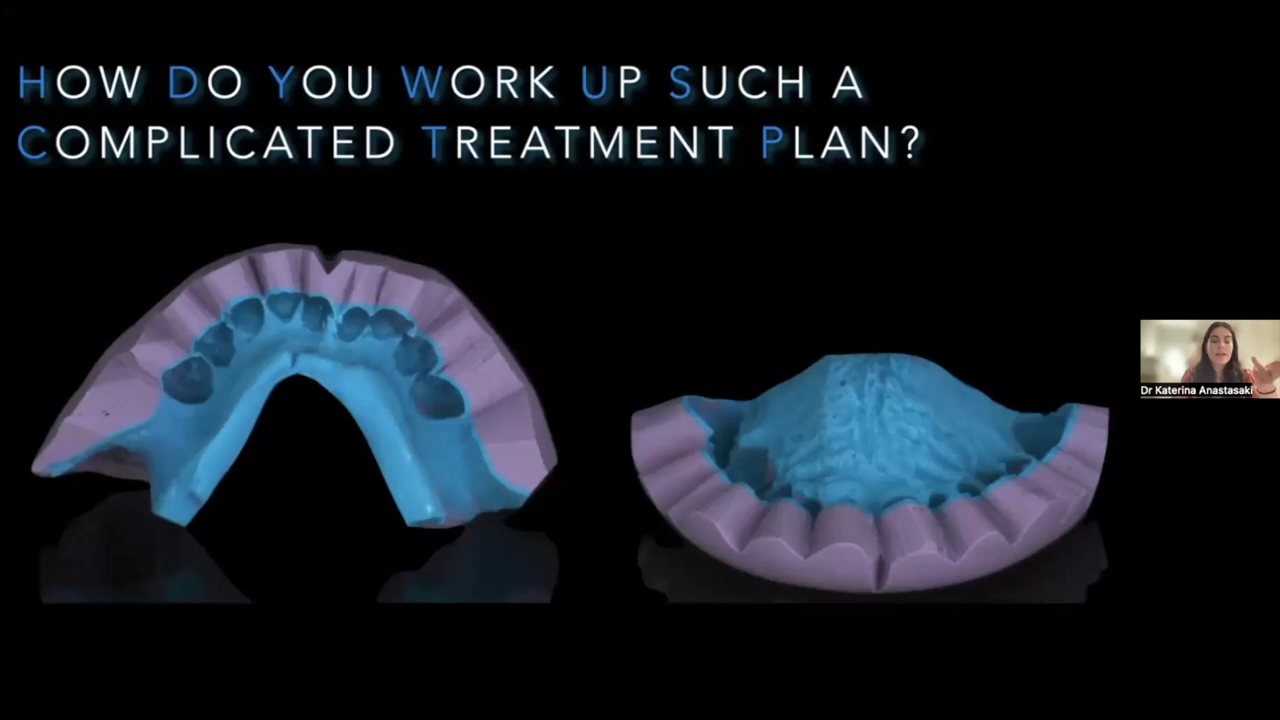 HOW DO YOU WORK UP SUCH A
COMPLICATED TREATMENT PLAN?
Dr Katerina Anastasaki